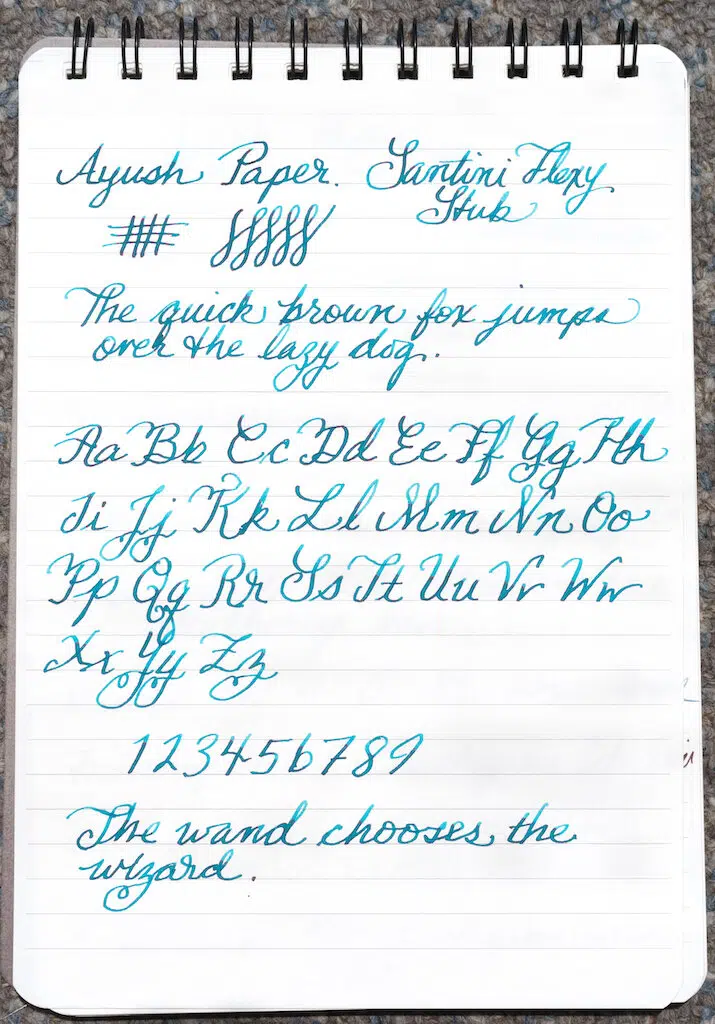 Ayush Paper. Santini Flexy
Stub
The quick brown fox jumps
over the lazy dog.
Aa Bb Cc Dd Ee Ff Gg Hh
Ii Jj Kk Ll Mm Nn Oo
Pp Qq Rr Ss Tt Uu Vv Ww
Xx Yy Zz
123456789
The wand chooses the
wizard.